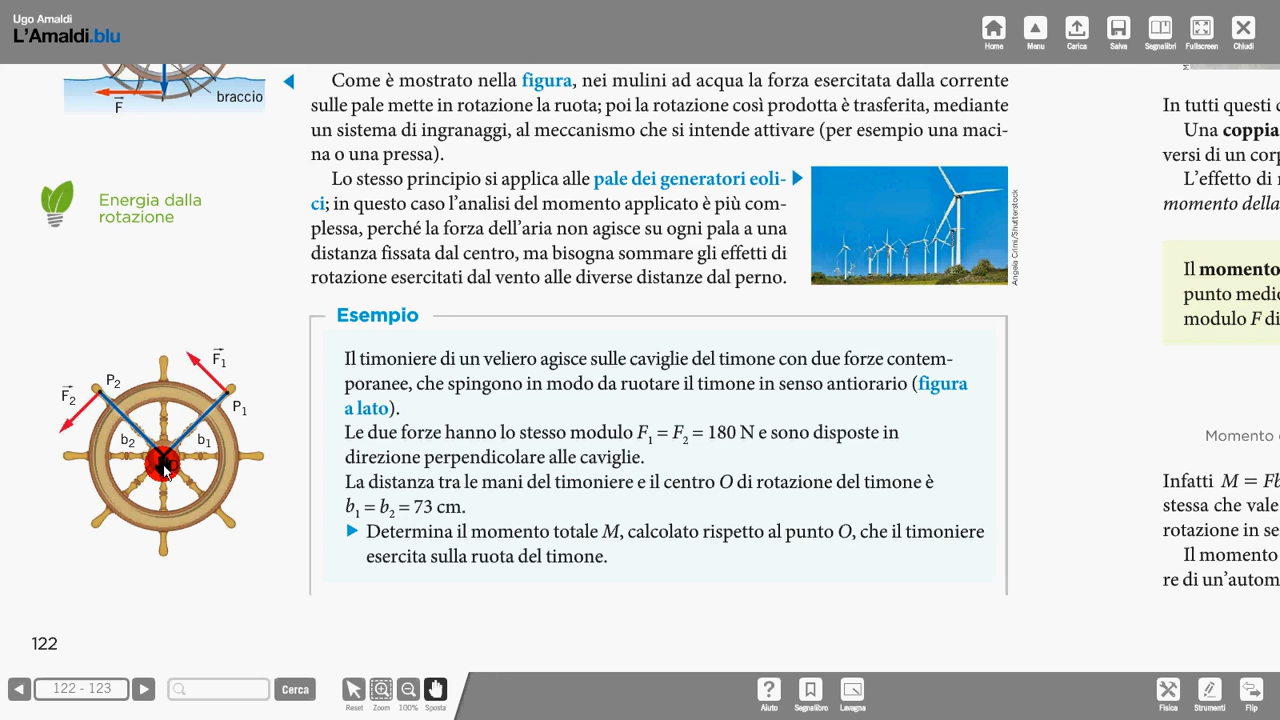 Ugo Amaldi
L'Amaldi.blu
Home
Menu
Carica
Salva
Segnalibri
Fullscreen
Chiudi
F
braccio
Come è mostrato nella figura, nei mulini ad acqua la forza esercitata dalla corrente
sulle pale mette in rotazione la ruota; poi la rotazione così prodotta è trasferita, mediante
un sistema di ingranaggi, al meccanismo che si intende attivare (per esempio una maci-
na o una pressa).
Energia dalla
rotazione
Lo stesso principio si applica alle pale dei generatori eoli-
ci; in questo caso l'analisi del momento applicato è più com-
plessa, perché la forza dell'aria non agisce su ogni pala a una
distanza fissata dal centro, ma bisogna sommare gli effetti di
rotazione esercitati dal vento alle diverse distanze dal perno.
Angela Crimi/Shutterstock
Esempio
Il timoniere di un veliero agisce sulle caviglie del timone con due forze contem-
poranee, che spingono in modo da ruotare il timone in senso antiorario (figura
a lato).
Le due forze hanno lo stesso modulo F₁ = F₂ = 180 N e sono disposte in
direzione perpendicolare alle caviglie.
La distanza tra le mani del timoniere e il centro O di rotazione del timone è
b₁ = b₂ = 73 cm.
Determina il momento totale M, calcolato rispetto al punto O, che il timoniere
esercita sulla ruota del timone.
F₁
P₂
F₂
P₁
b₂
b₁
122
In tutti questi c
Una coppia
versi di un corp
L'effetto di r
momento della
Il momento
punto medio
modulo F di
Momento d
Infatti M = Fb
stessa che vale
rotazione in se
Il momento
re di un'autom
122 - 123
Cerca
Reset
Zoom
100%
Sposta
Aiuto
Segnalibro
Lavagna
Fisica
Strumenti
Flip